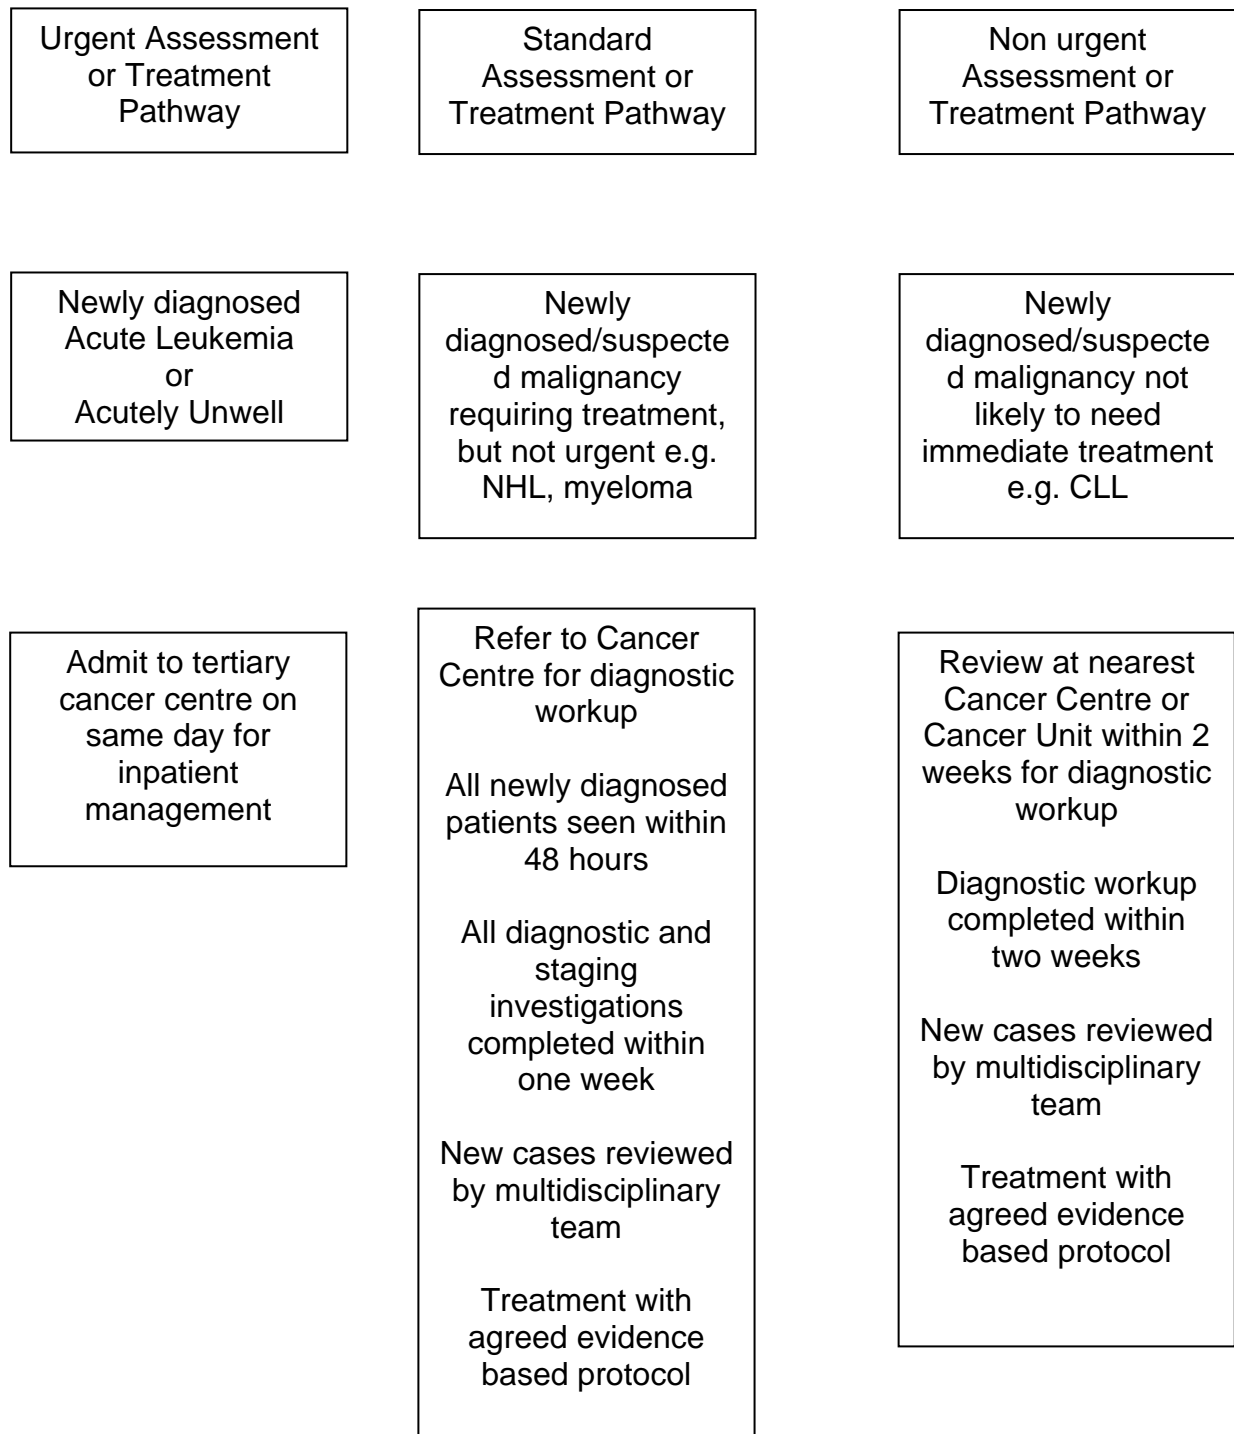 Urgent Assessment
or Treatment
Pathway
Standard
Assessment or
Treatment Pathway
Non urgent
Assessment or
Treatment Pathway
Newly diagnosed
Acute Leukemia
or
Acutely Unwell
Newly
diagnosed/suspecte
d malignancy
requiring treatment,
but not urgent e.g.
NHL, myeloma
Newly
diagnosed/suspecte
d malignancy not
likely to need
immediate treatment
e.g. CLL
Admit to tertiary
cancer centre on
same day for
inpatient
management
Refer to Cancer
Centre for diagnostic
workup
All newly diagnosed
patients seen within
48 hours
All diagnostic and
staging
investigations
completed within
one week
New cases reviewed
by multidisciplinary
team
Treatment with
agreed evidence
based protocol
Review at nearest
Cancer Centre or
Cancer Unit within 2
weeks for diagnostic
workup
Diagnostic workup
completed within
two weeks
New cases reviewed
by multidisciplinary
team
Treatment with
agreed evidence
based protocol